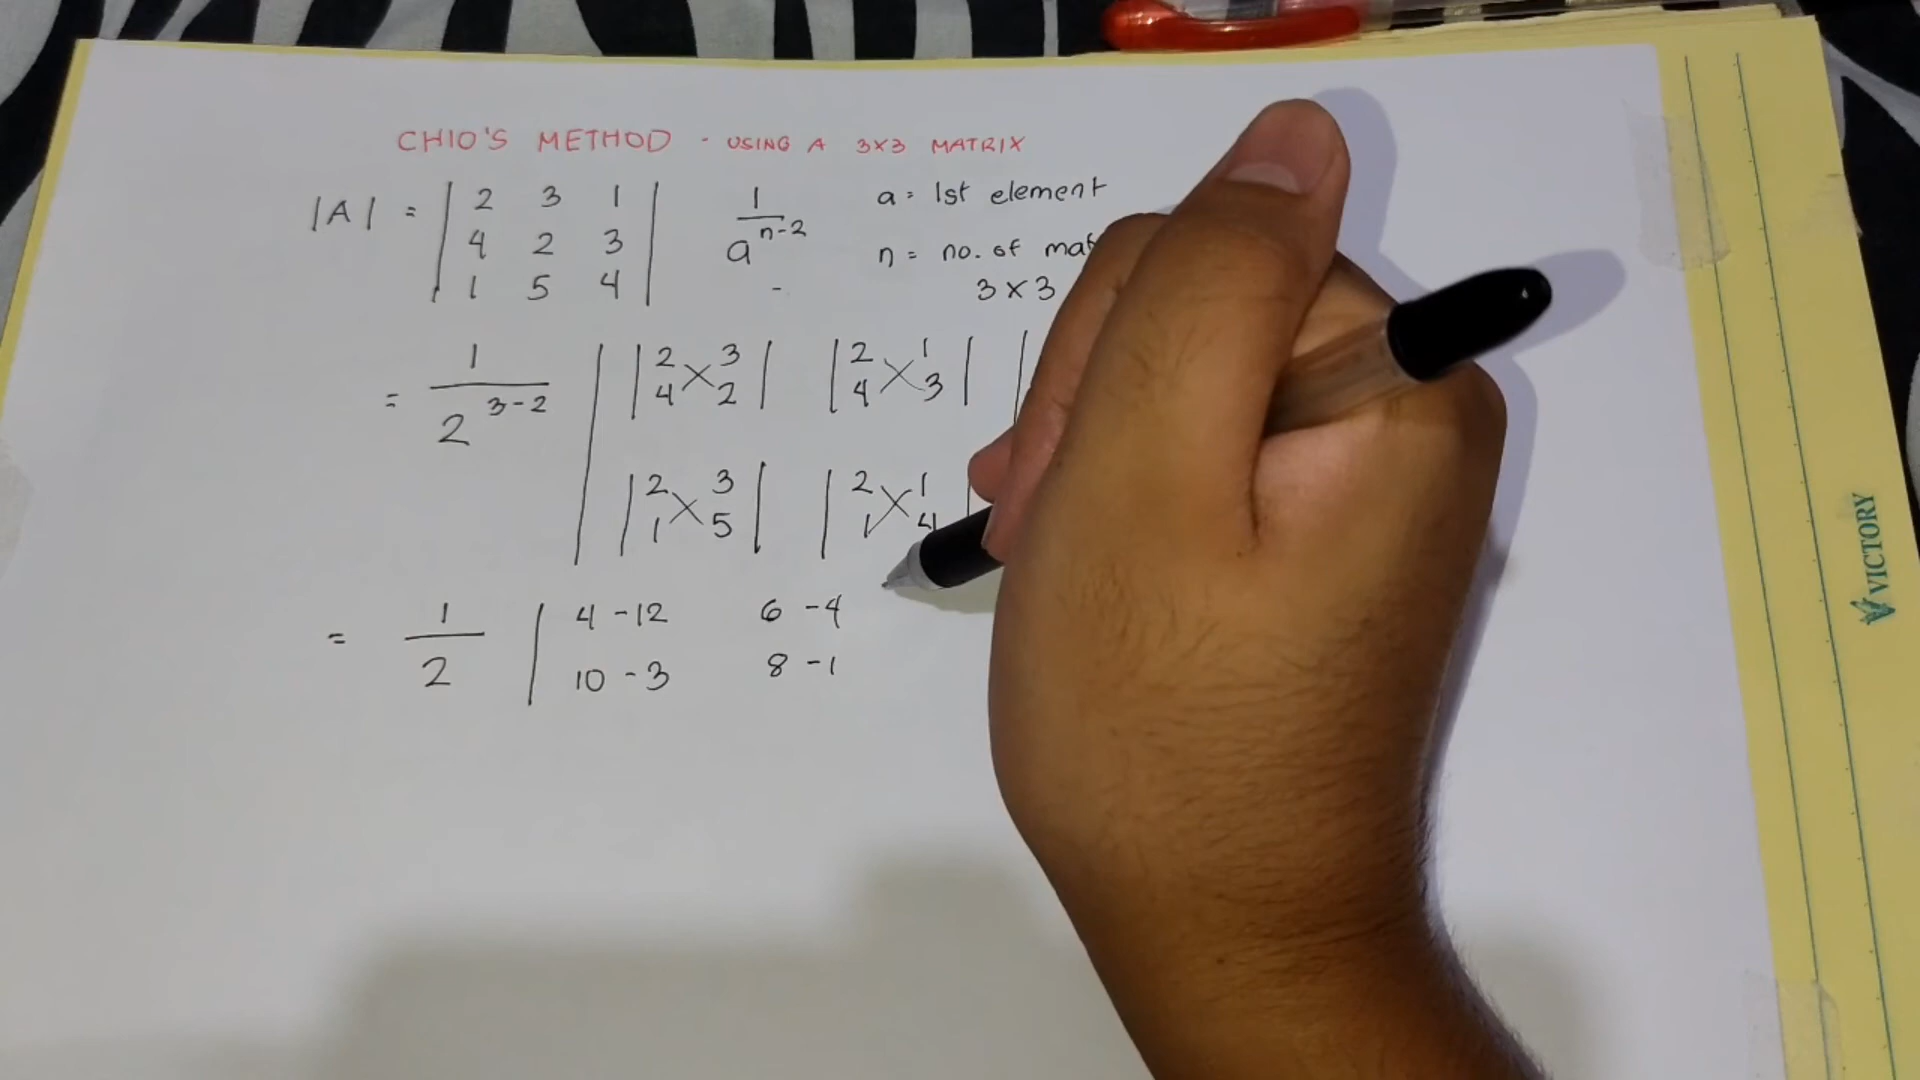 CHIO'S METHOD - USING A 3X3 MATRIX
|A| = | 2 3 1 | 1 a = 1st element
4 2 3 a^n-2 n = no. of
1 5 4 - 3 x 3
= 1 | |2 3| |2 1| |
2^3-2 |4 2| |4 3|
|2 3| |2 1|
|1 5| |1 4|
= 1 | 4 - 12 6 - 4
2 10 - 3 8 - 1
VICTORY